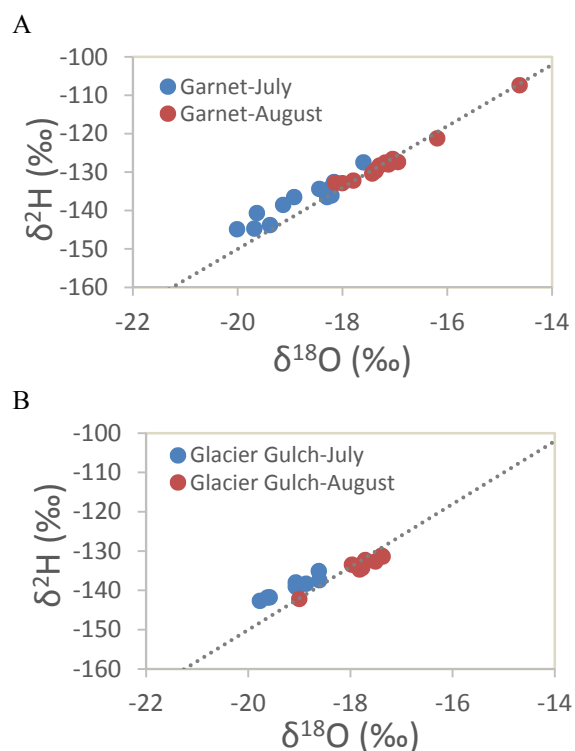 A
-100
-110
-120
-130
-140
-150
-160
-22
-20
-18
-16
-14
δ²H (‰)
δ¹⁸O (‰)
Garnet-July
Garnet-August
B
-100
-110
-120
-130
-140
-150
-160
-22
-20
-18
-16
-14
δ²H (‰)
δ¹⁸O (‰)
Glacier Gulch-July
Glacier Gulch-August